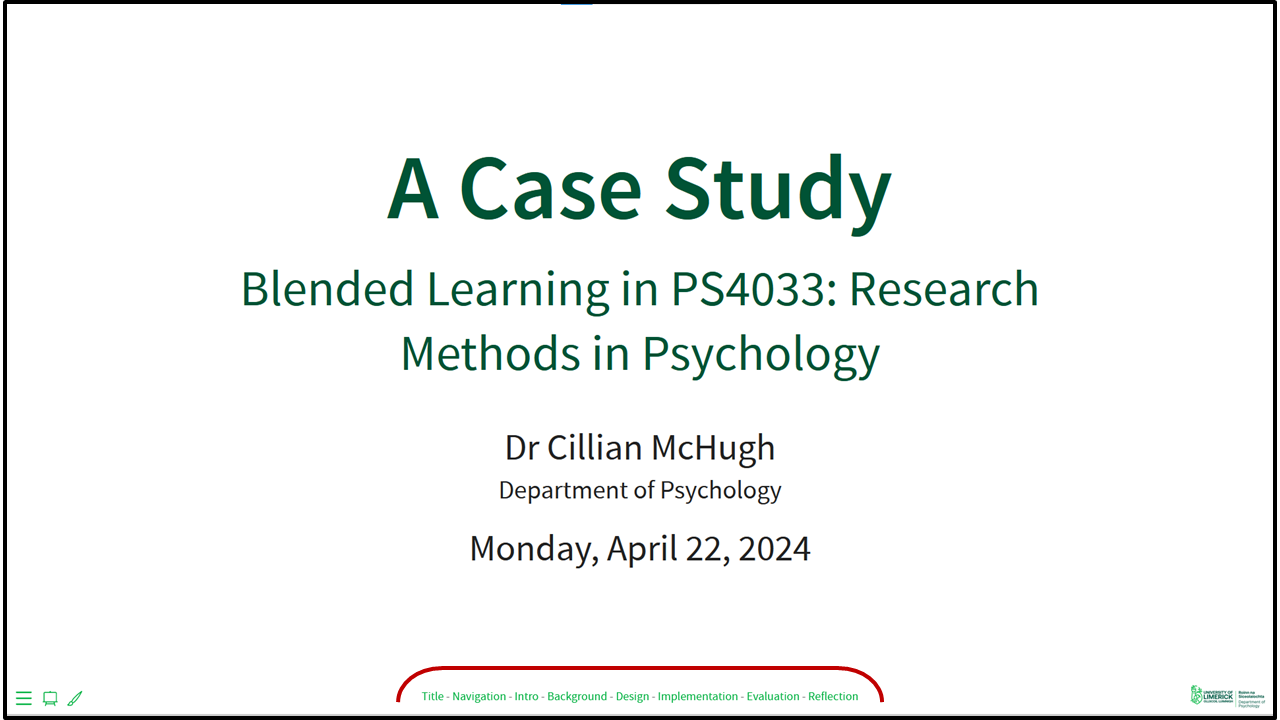 A Case Study
Blended Learning in PS4033: Research
Methods in Psychology
Dr Cillian McHugh
Department of Psychology
Monday, April 22, 2024
Title - Navigation - Intro - Background - Design - Implementation - Evaluation - Reflection
UNIVERSITY OF
LIMERICK
OLLSCOIL LUIMNIGH
Roinn na
Síceolaíochta
Department of
Psychology